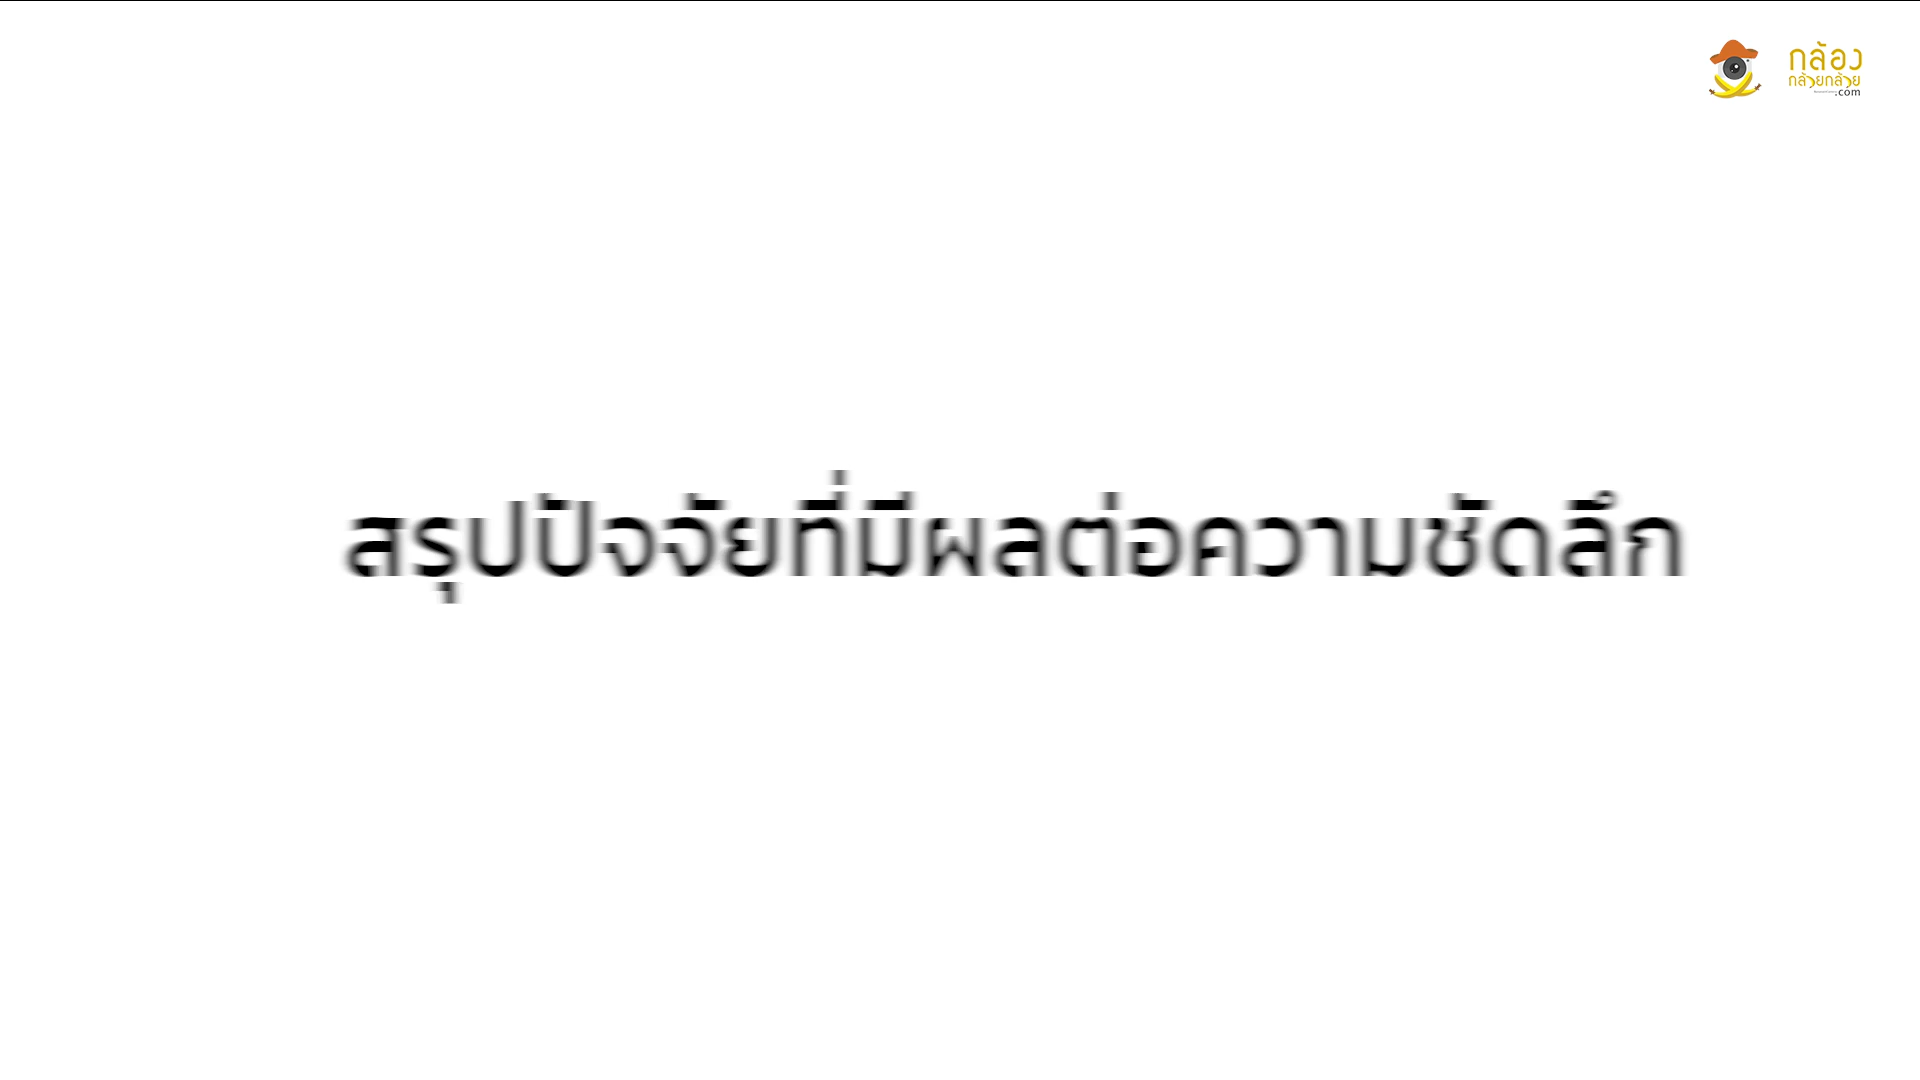 กล้อง
กล้วยกล้วย
.com
สรุปปัจจัยที่มีผลต่อความชัดลึก